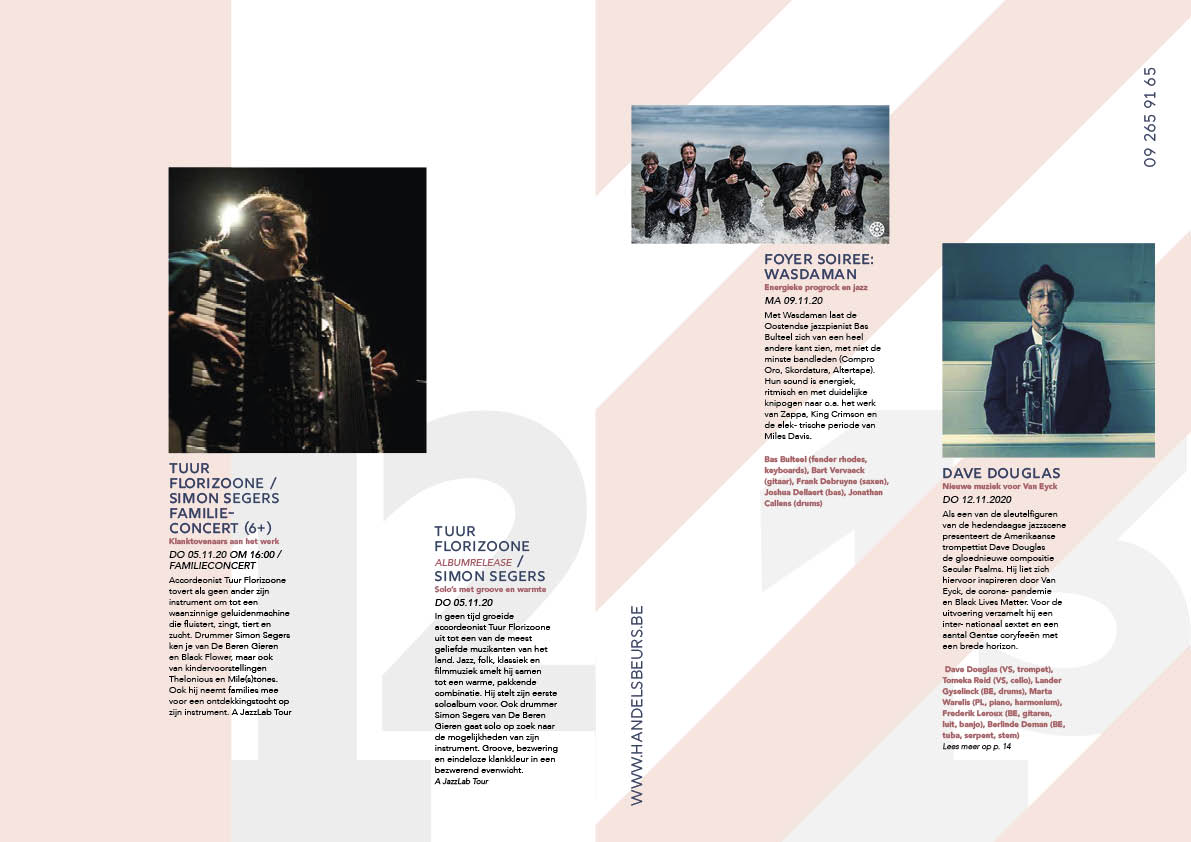 TUUR
FLORIZOONE /
SIMON SEGERS
FAMILIE-
CONCERT (6+)
Klanktovenaars aan het werk
DO 05.11.20 OM 16:00 /
FAMILIECONCERT
Accordeonist Tuur Florizoone
tovert als geen ander zijn
instrument om tot een
waanzinnige geluidenmachine
die fluistert, zingt, tiert en
zucht. Drummer Simon Segers
ken je van De Beren Gieren
en Black Flower, maar ook
van kindervoorstellingen
Thelonious en Mile(s)tones.
Ook hij neemt families mee
voor een ontdekkingstocht op
zijn instrument. A JazzLab Tour
TUUR
FLORIZOONE
ALBUMRELEASE /
SIMON SEGERS
Solo's met groove en warmte
DO 05.11.20
In geen tijd groeide
accordeonist Tuur Florizoone
uit tot een van de meest
geliefde muzikanten van het
land. Jazz, folk, klassiek en
filmmuziek smelt hij samen
tot een warme, pakkende
combinatie. Hij stelt zijn eerste
soloalbum voor. Ook drummer
Simon Segers van De Beren
Gieren gaat solo op zoek naar
de mogelijkheden van zijn
instrument. Groove, bezwering
en eindeloze klankkleur in een
bezwerend evenwicht.
A JazzLab Tour
12
13
WWW.HANDELSBEURS.BE
FOYER SOIREE:
WASDAMAN
Energieke progrock en jazz
MA 09.11.20
Met Wasdaman laat de
Oostendse jazzpianist Bas
Bulteel zich van een heel
andere kant zien, met niet de
minste bandleden (Compro
Oro, Skordatura, Altertape).
Hun sound is energiek,
ritmisch en met duidelijke
knipogen naar o.a. het werk
van Zappa, King Crimson en
de elek- trische periode van
Miles Davis.
Bas Bulteel (fender rhodes,
keyboards), Bart Vervaeck
(gitaar), Frank Debruyne (saxen),
Joshua Dellaert (bas), Jonathan
Callens (drums)
09 265 91 65
DAVE DOUGLAS
Nieuwe muziek voor Van Eyck
DO 12.11.2020
Als een van de sleutelfiguren
van de hedendaagse jazzscene
presenteert de Amerikaanse
trompettist Dave Douglas
de gloednieuwe compositie
Secular Psalms. Hij liet zich
hiervoor inspireren door Van
Eyck, de corona- pandemie
en Black Lives Matter. Voor de
uitvoering verzamelt hij een
inter- nationaal sextet en een
aantal Gentse coryfeeën met
een brede horizon.
Dave Douglas (VS, trompet),
Tomeka Reid (VS, cello), Lander
Gyselinck (BE, drums), Marta
Warelis (PL, piano, harmonium),
Frederik Leroux (BE, gitaren,
luit, banjo), Berlinde Deman (BE,
tuba, serpent, stem)
Lees meer op p. 14